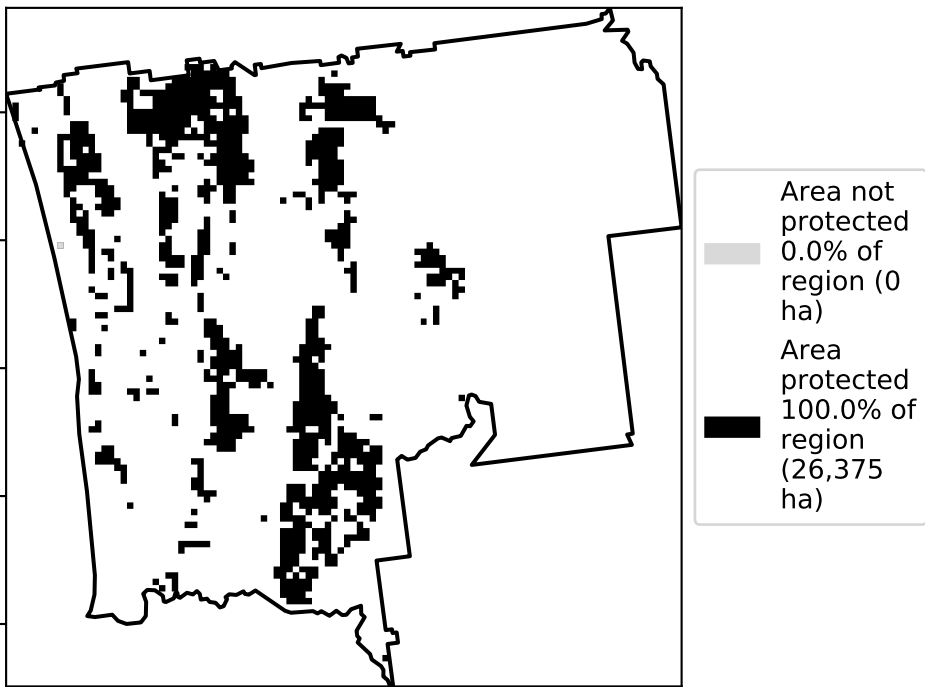 Area not
protected
0.0% of
region (0
ha)
Area
protected
100.0% of
region
(26,375
ha)